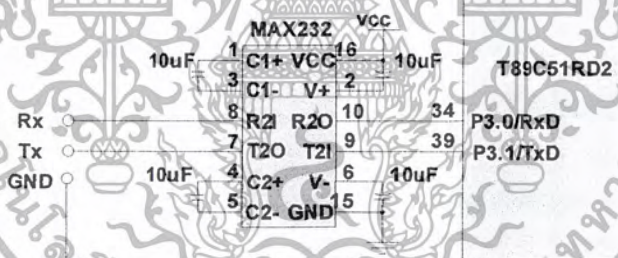 MAX232
VCC
1 C1+ VCC 16
10uF 10uF
T89C51RD2
3 C1- V+ 2
Rx 8 R2I R2O 10 34 P3.0/RxD
Tx 7 T2O T2I 9 39 P3.1/TxD
GND
10uF 4 C2+ V- 6 10uF
5 C2- GND 15